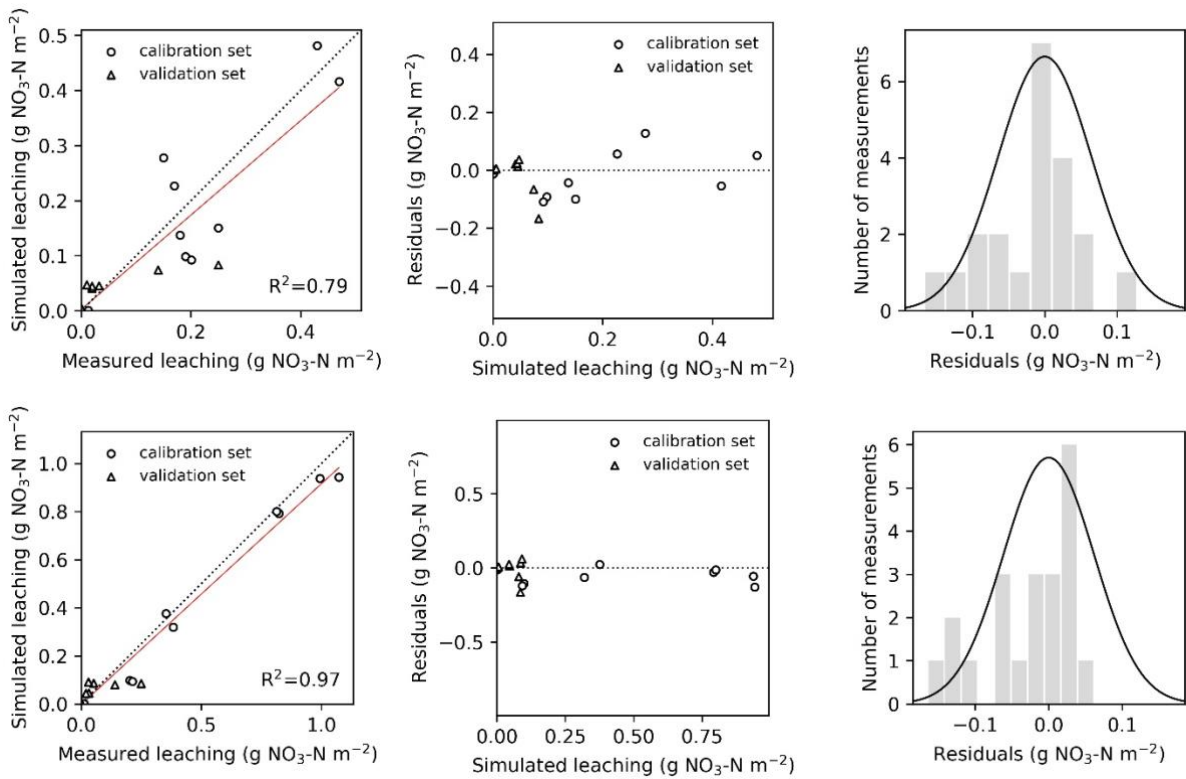 0.5
0.4
0.3
0.2
0.1
0.0
0.0
0.2
0.4
Simulated leaching (g NO₃-N m⁻²)
Measured leaching (g NO₃-N m⁻²)
calibration set
validation set
R²=0.79
0.4
0.2
0.0
−0.2
−0.4
0.0
0.2
0.4
Residuals (g NO₃-N m⁻²)
Simulated leaching (g NO₃-N m⁻²)
calibration set
validation set
6
4
2
0
−0.1
0.0
0.1
Number of measurements
Residuals (g NO₃-N m⁻²)
1.0
0.8
0.6
0.4
0.2
0.0
0.0
0.5
1.0
Simulated leaching (g NO₃-N m⁻²)
Measured leaching (g NO₃-N m⁻²)
calibration set
validation set
R²=0.97
0.5
0.0
−0.5
0.00
0.25
0.50
0.75
Residuals (g NO₃-N m⁻²)
Simulated leaching (g NO₃-N m⁻²)
calibration set
validation set
6
5
4
3
2
1
0
−0.1
0.0
0.1
Number of measurements
Residuals (g NO₃-N m⁻²)